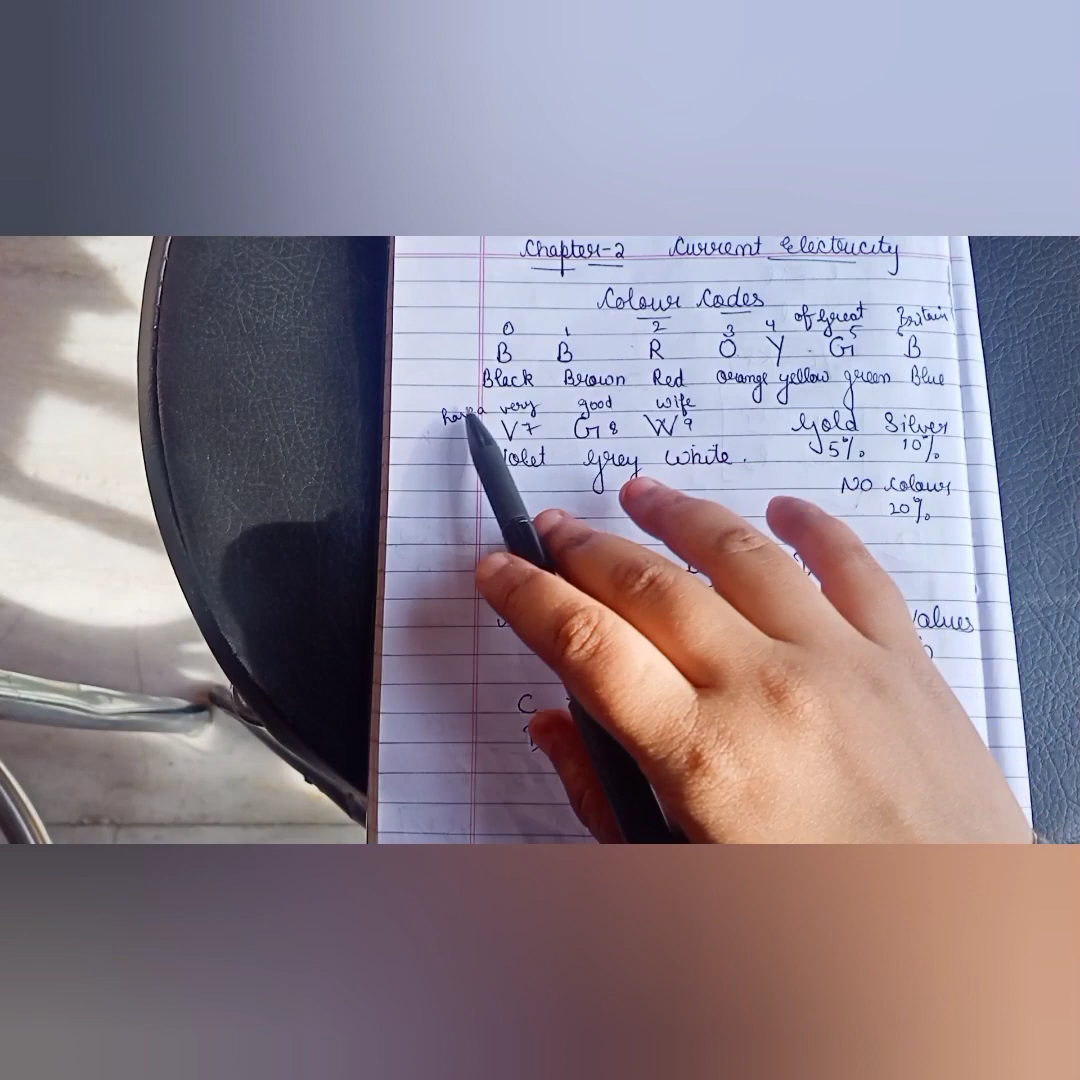 Chapter-2 Current Electricity
Colour Codes
of Great Britain
0 1 2 3 4 5 6
B B R O Y G B
Black Brown Red Orange yellow green Blue
have a very good wife
V7 G8 W9 Gold Silver
5% 10%
Violet Grey White.
No colour
20%
values
C